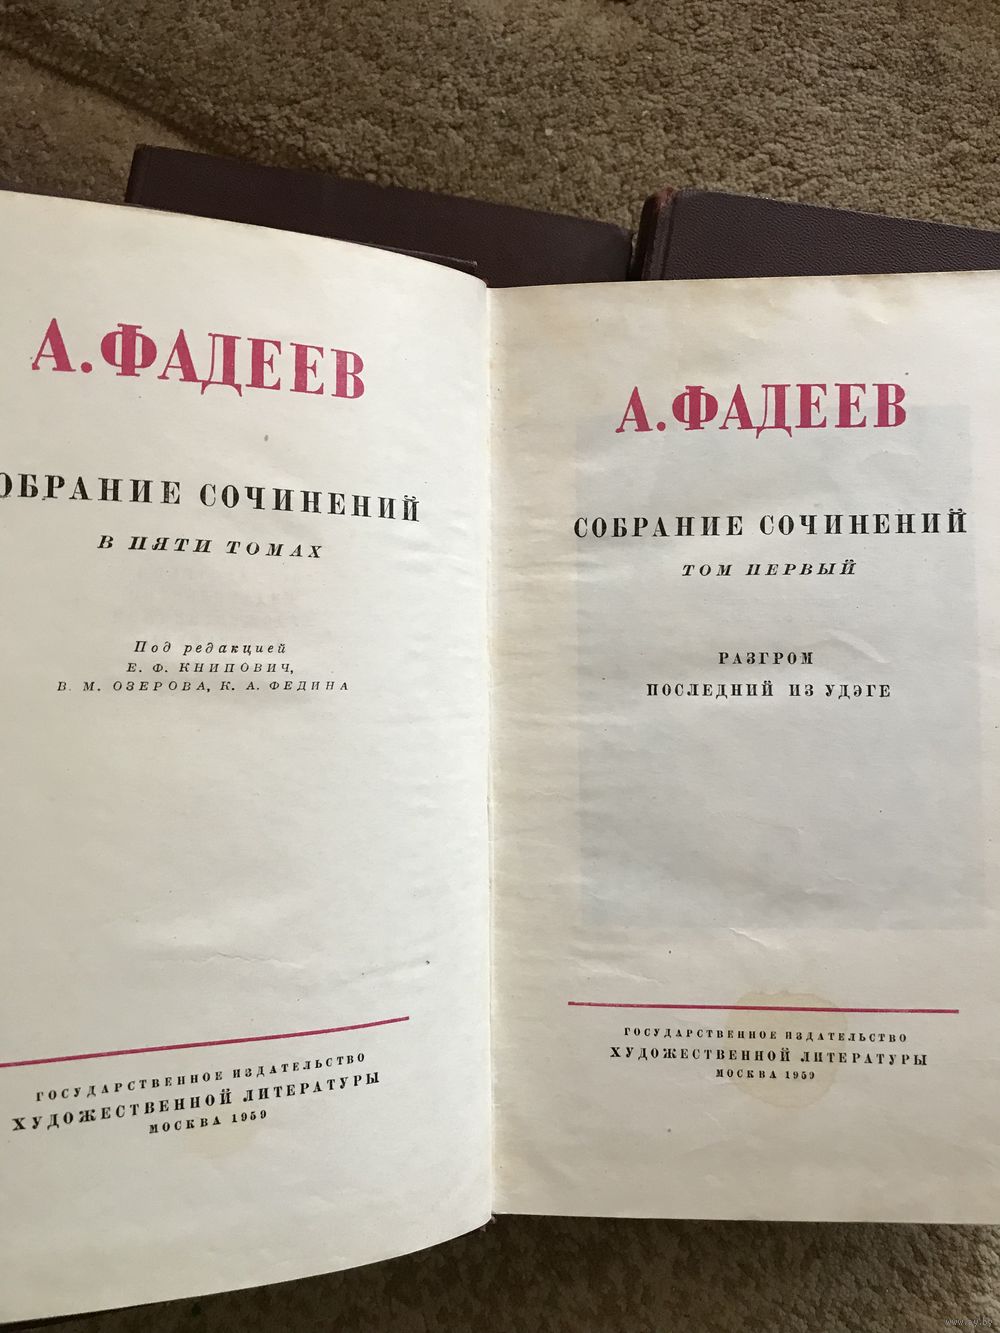 А. ФАДЕЕВ
ОБРАНИЕ СОЧИНЕНИЙ
В ПЯТИ ТОМАХ
Под редакцией
Е. Ф. КНИПОВИЧ,
В. М. ОЗЕРОВА, К. А. ФЕДИНА
ГОСУДАРСТВЕННОЕ ИЗДАТЕЛЬСТВО
ХУДОЖЕСТВЕННОЙ ЛИТЕРАТУРЫ
МОСКВА 1959
А. ФАДЕЕВ
СОБРАНИЕ СОЧИНЕНИЙ
ТОМ ПЕРВЫЙ
РАЗГРОМ
ПОСЛЕДНИЙ ИЗ УДЭГЕ
ГОСУДАРСТВЕННОЕ ИЗДАТЕЛЬСТВО
ХУДОЖЕСТВЕННОЙ ЛИТЕРАТУРЫ
МОСКВА 1959